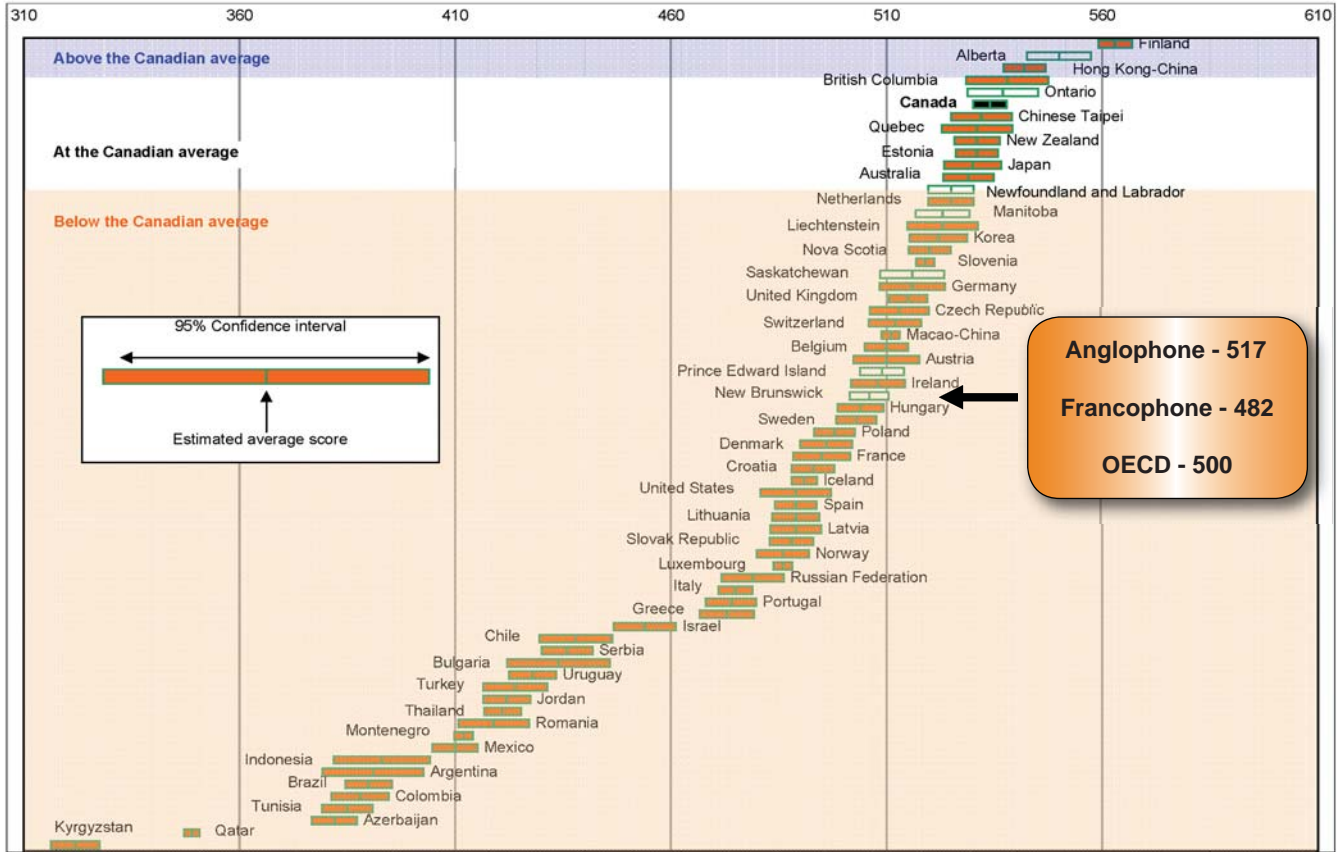 310 360 410 460 510 560 610
Finland
Above the Canadian average
Alberta
Hong Kong-China
British Columbia
Ontario
Canada
Chinese Taipei
Quebec
New Zealand
At the Canadian average
Estonia
Japan
Australia
Newfoundland and Labrador
Netherlands
Below the Canadian average
Manitoba
Liechtenstein
Korea
Nova Scotia
Slovenia
Saskatchewan
Germany
United Kingdom
Czech Republic
Switzerland
95% Confidence interval
Macao-China
Belgium
Austria
Prince Edward Island
Ireland
New Brunswick
Hungary
Sweden
Poland
Estimated average score
Denmark
France
Croatia
Iceland
United States
Spain
Lithuania
Latvia
Slovak Republic
Norway
Luxembourg
Russian Federation
Italy
Portugal
Greece
Israel
Chile
Serbia
Bulgaria
Uruguay
Turkey
Jordan
Thailand
Romania
Montenegro
Mexico
Indonesia
Argentina
Brazil
Colombia
Tunisia
Azerbaijan
Kyrgyzstan
Qatar
Anglophone - 517
Francophone - 482
OECD - 500